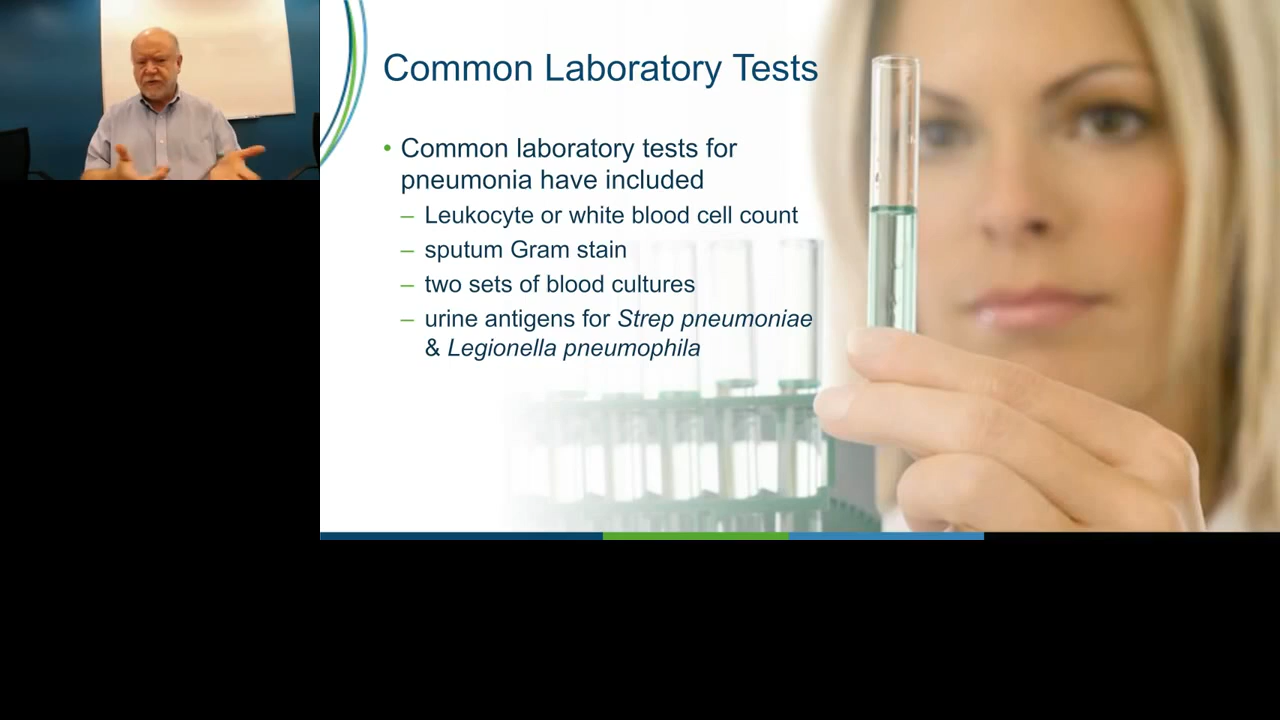 Common Laboratory Tests
• Common laboratory tests for
pneumonia have included
– Leukocyte or white blood cell count
– sputum Gram stain
– two sets of blood cultures
– urine antigens for Strep pneumoniae
& Legionella pneumophila